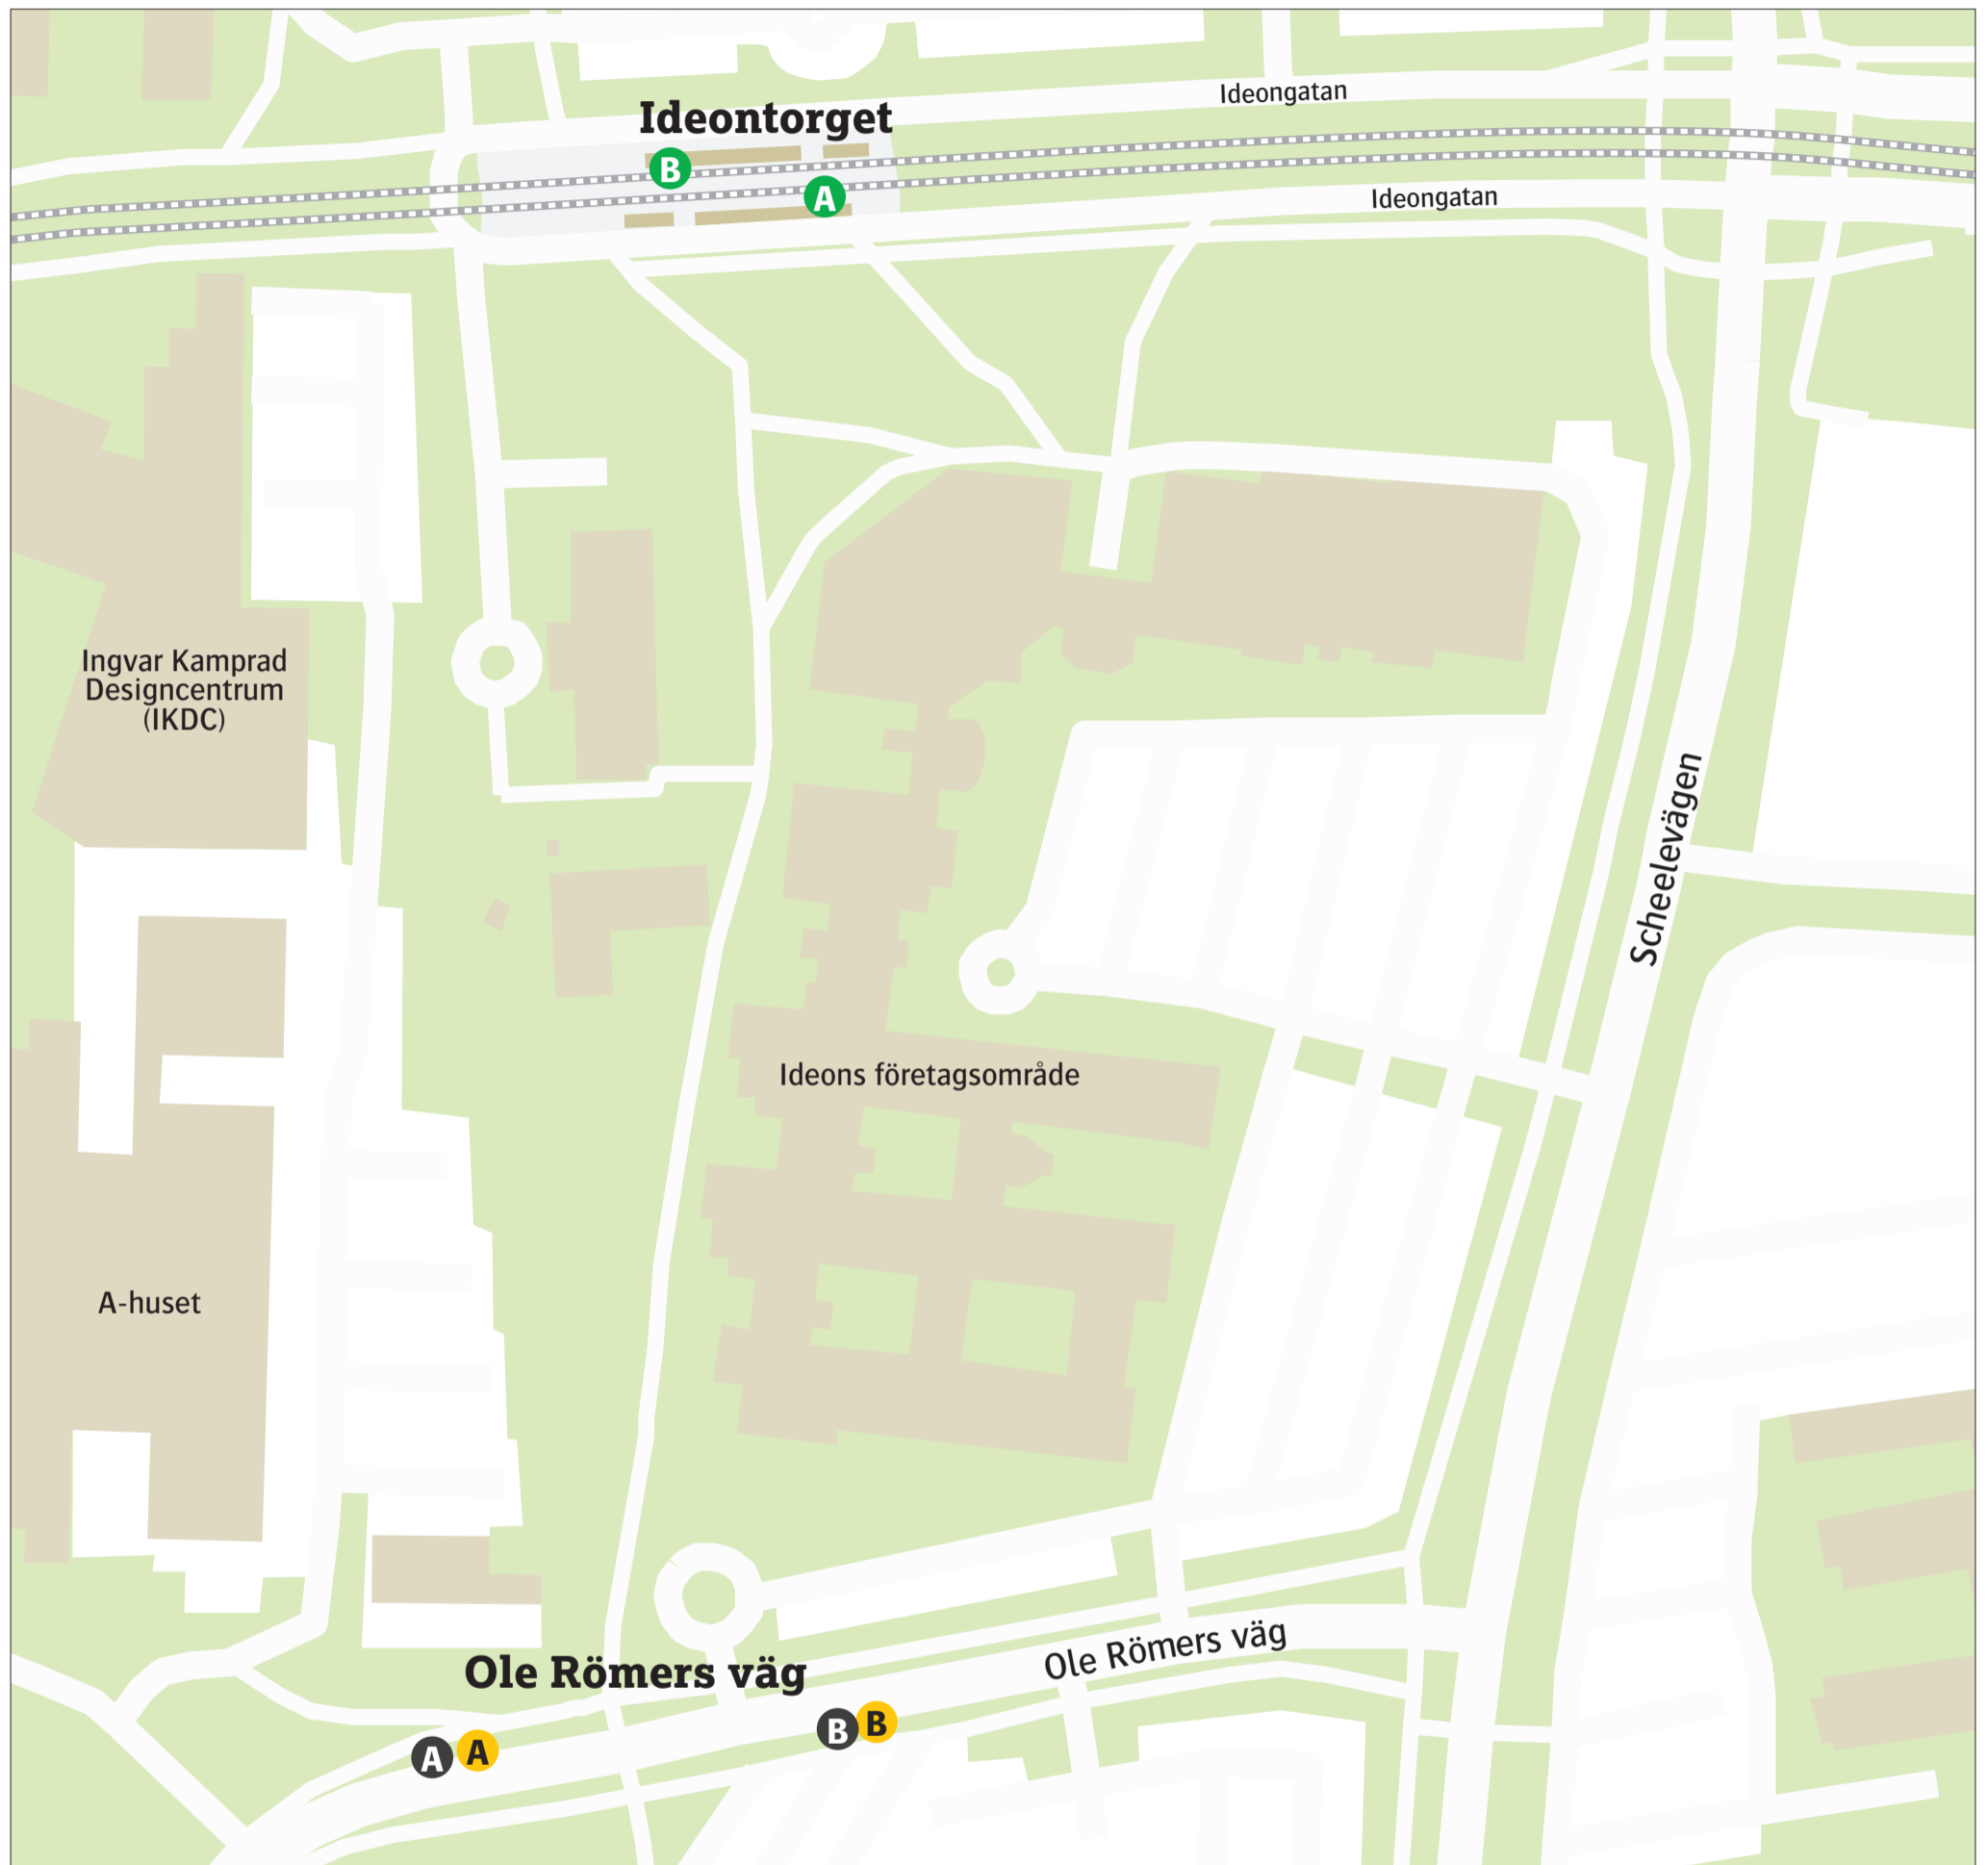 Ideongatan
Ideontorget
B
A
Ideongatan
Ingvar Kamprad
Designcentrum
(IKDC)
Scheelevägen
Ideons företagsområde
A-huset
Ole Römers väg
Ole Römers väg
B
B
A
A